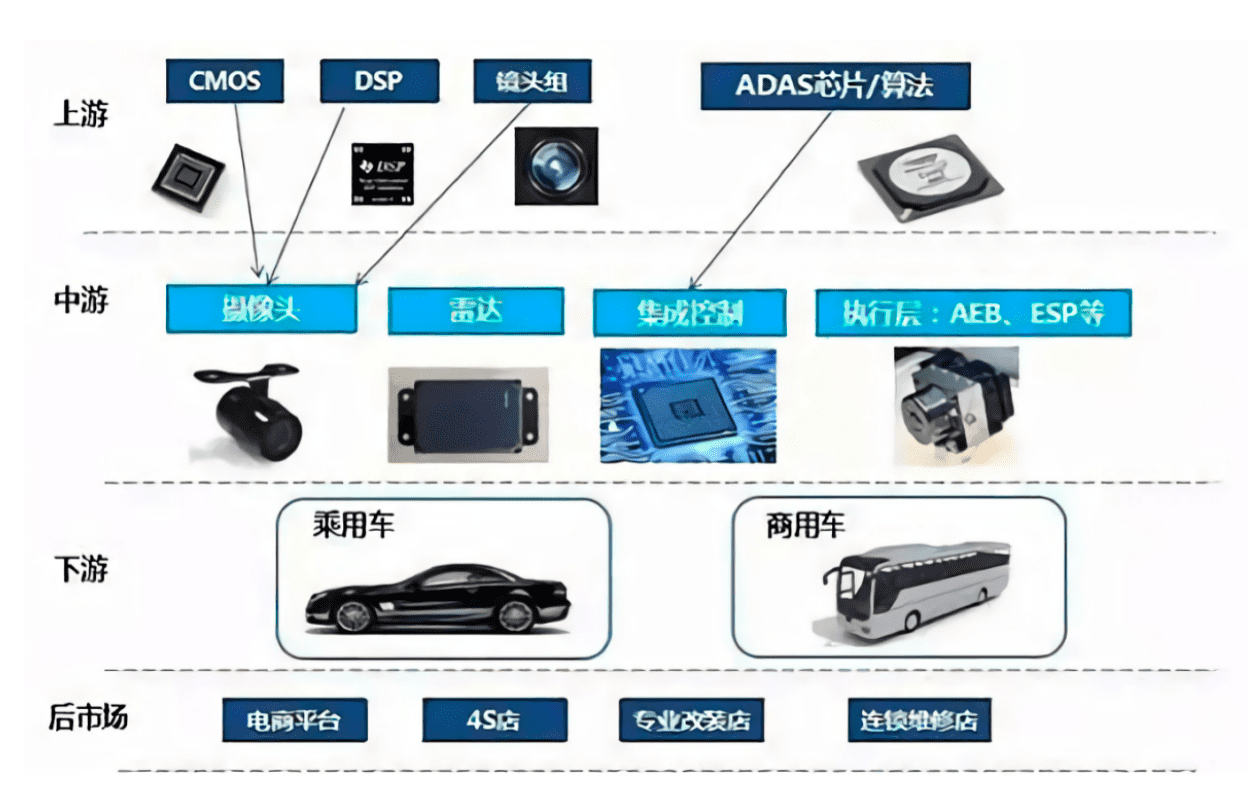 CMOS
DSP
镜头组
ADAS芯片/算法
上游
DSP
中游
摄像头
雷达
集成控制
执行层：AEB、ESP等
乘用车
商用车
下游
后市场
电商平台
4S店
专业改装店
连锁维修店